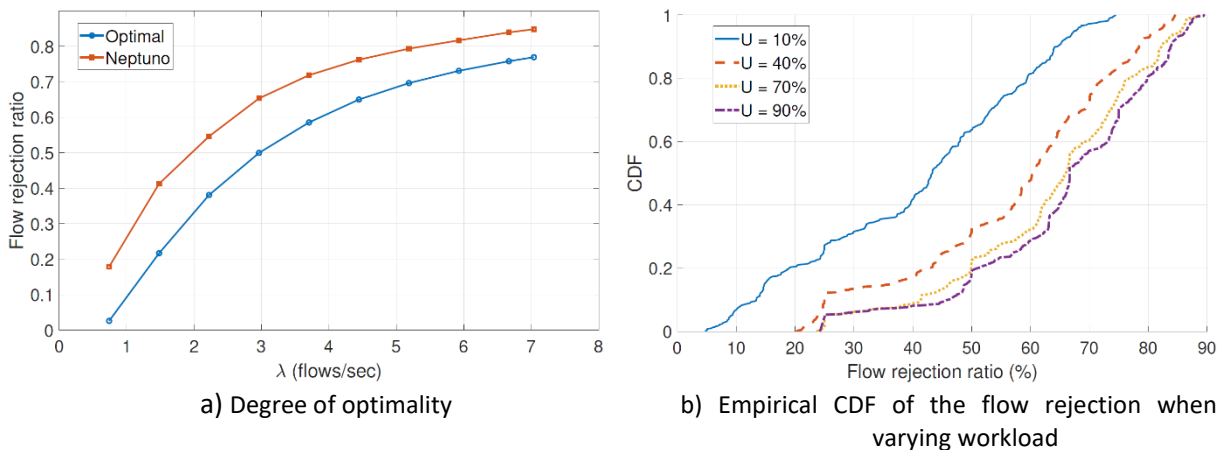 Optimal
Neptuno
Flow rejection ratio
0.8
0.7
0.6
0.5
0.4
0.3
0.2
0.1
0
0 1 2 3 4 5 6 7 8
λ (flows/sec)
a) Degree of optimality
U = 10%
U = 40%
U = 70%
U = 90%
CDF
1
0.8
0.6
0.4
0.2
0
0 10 20 30 40 50 60 70 80 90
Flow rejection ratio (%)
b) Empirical CDF of the flow rejection when
varying workload